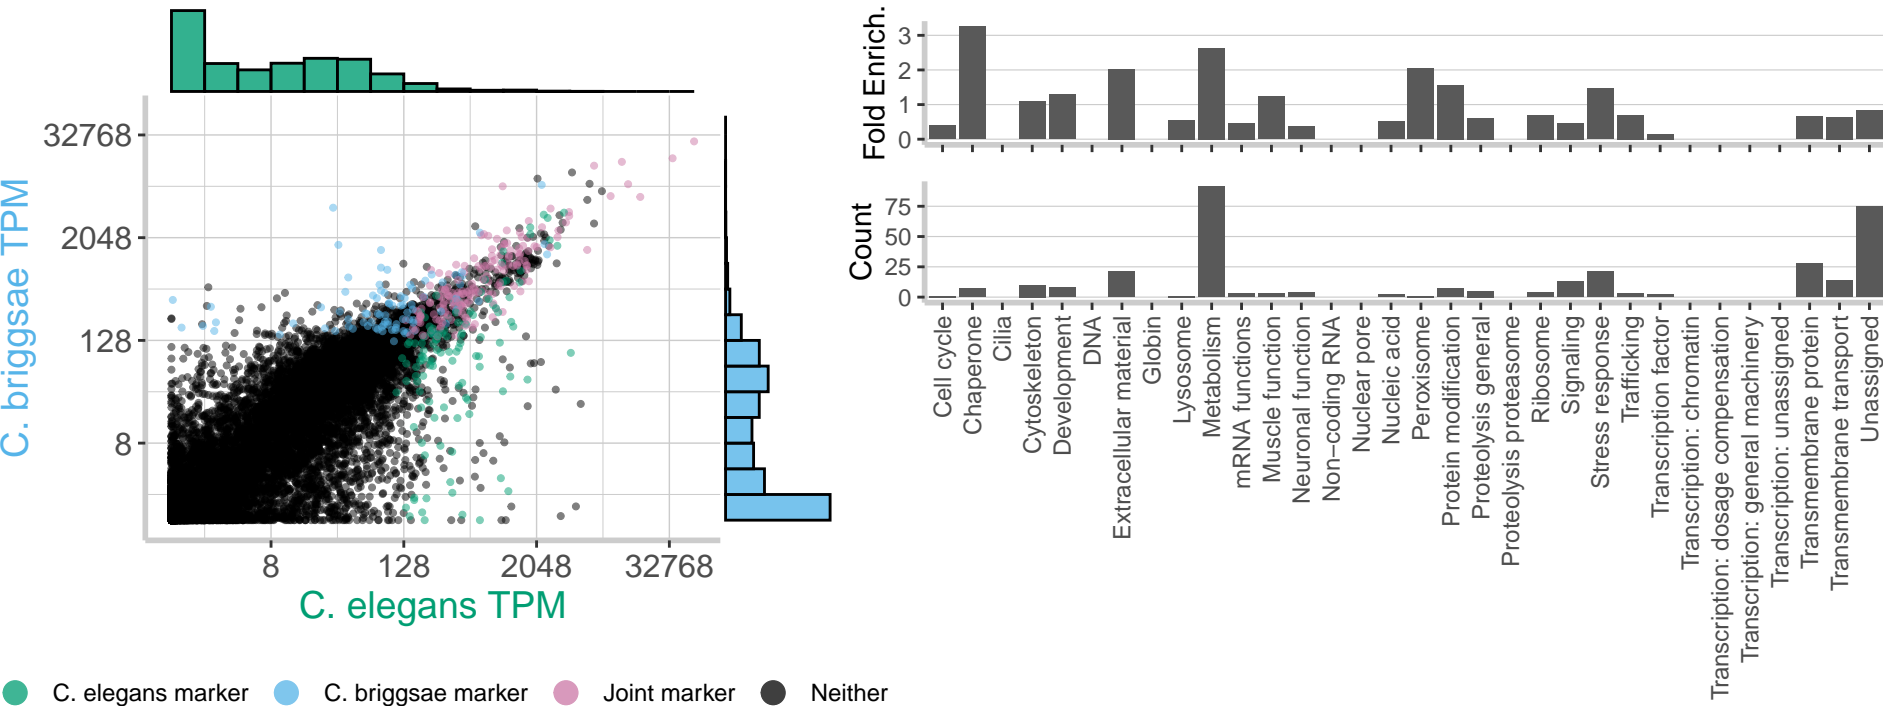 32768
2048
128
8
C. briggsae TPM
8
128
2048
32768
C. elegans TPM
C. elegans marker
C. briggsae marker
Joint marker
Neither
Fold Enrich.
3
2
1
0
Count
75
50
25
0
Cell cycle
Chaperone
Cilia
Cytoskeleton
Development
DNA
Extracellular material
Globin
Lysosome
Metabolism
mRNA functions
Muscle function
Neuronal function
Non−coding RNA
Nuclear pore
Nucleic acid
Peroxisome
Protein modification
Proteolysis general
Proteolysis proteasome
Ribosome
Signaling
Stress response
Trafficking
Transcription factor
Transcription: chromatin
Transcription: dosage compensation
Transcription: general machinery
Transcription: unassigned
Transmembrane protein
Transmembrane transport
Unassigned